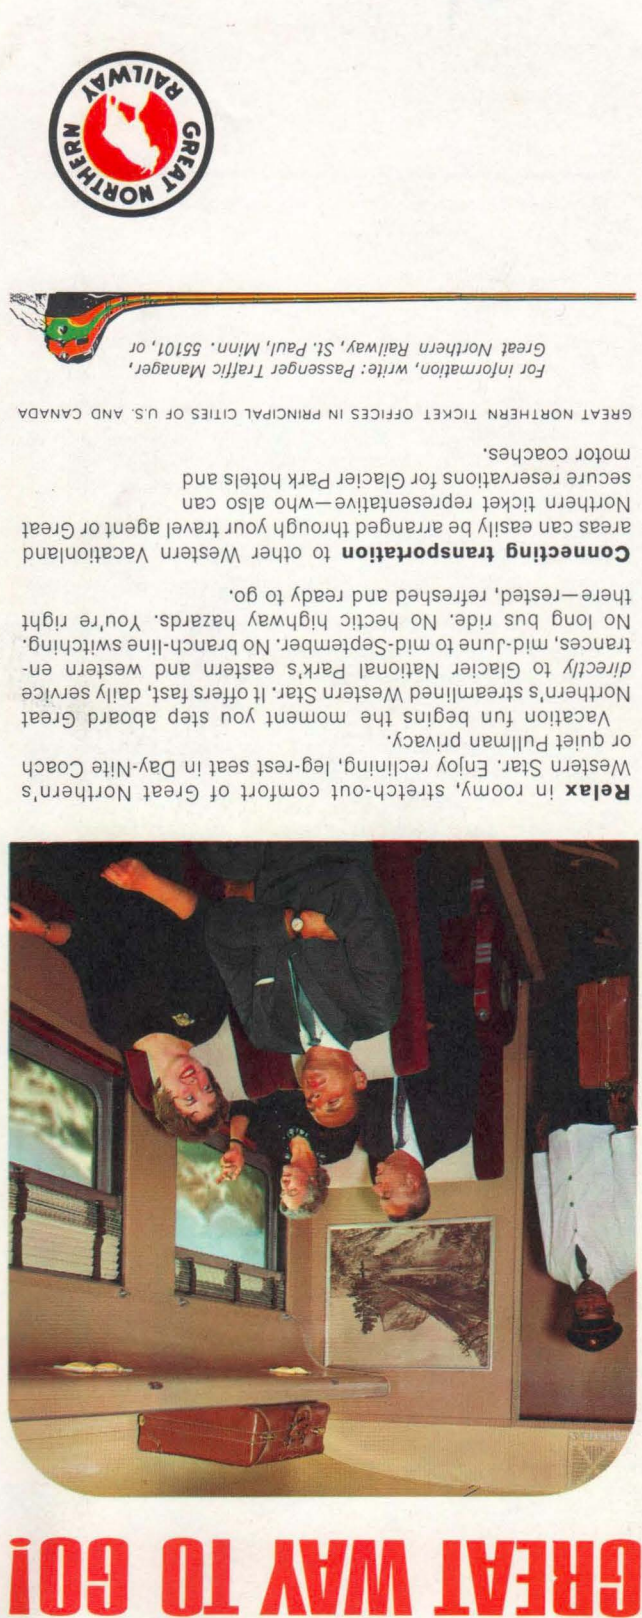 GREAT WAY TO GO!
Relax in roomy, stretch-out comfort of Great Northern's
Western Star. Enjoy reclining, leg-rest seat in Day-Nite Coach
or quiet Pullman privacy.
Vacation fun begins the moment you step aboard Great
Northern's streamlined Western Star. It offers fast, daily service
directly to Glacier National Park's eastern and western en-
trances, mid-June to mid-September. No branch-line switching.
No long bus ride. No hectic highway hazards. You're right
there—rested, refreshed and ready to go.
Connecting transportation to other Western Vacationland
areas can easily be arranged through your travel agent or Great
Northern ticket representative—who also can
secure reservations for Glacier Park hotels and
motor coaches.
GREAT NORTHERN TICKET OFFICES IN PRINCIPAL CITIES OF U.S. AND CANADA
For information, write: Passenger Traffic Manager,
Great Northern Railway, St. Paul, Minn. 55101, or
GREAT NORTHERN
RAILWAY